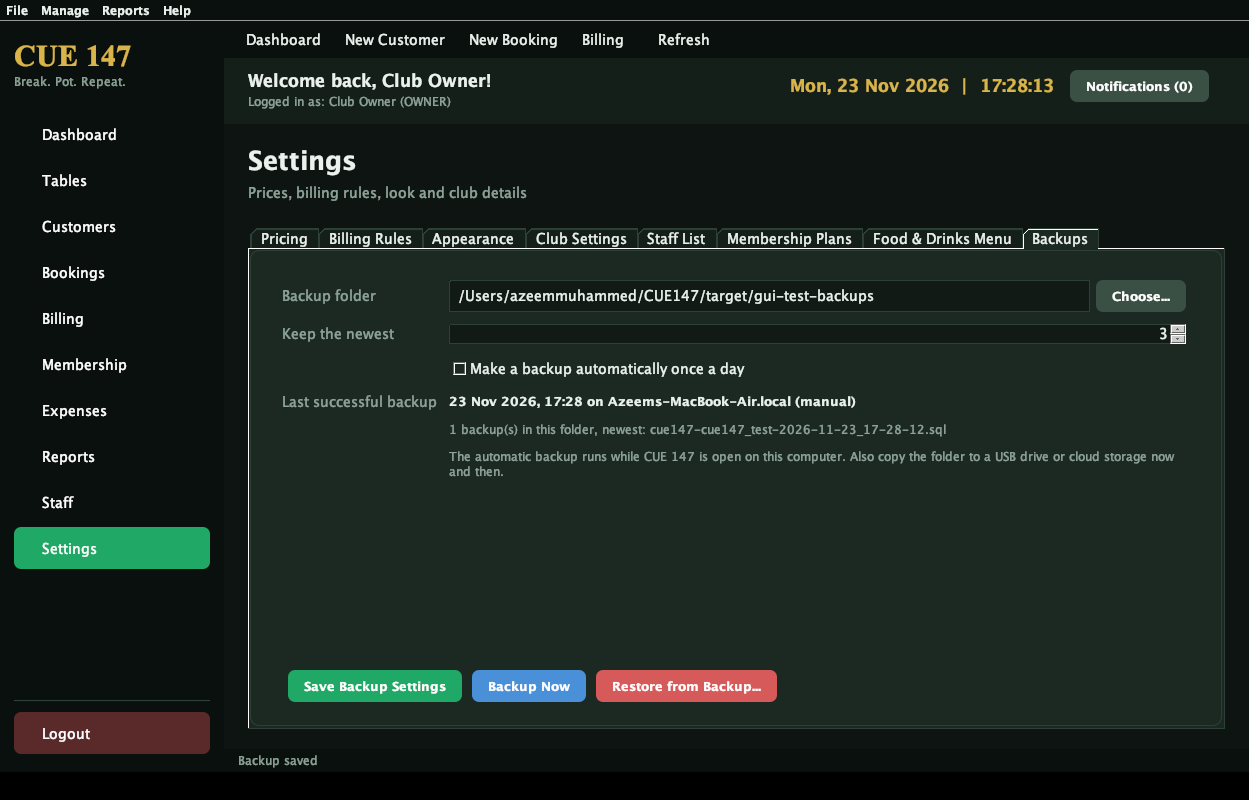 File Manage Reports Help
CUE 147
Break. Pot. Repeat.
Dashboard New Customer New Booking Billing Refresh
Welcome back, Club Owner!
Logged in as: Club Owner (OWNER)
Mon, 23 Nov 2026 | 17:28:13
Notifications (0)
Dashboard
Tables
Customers
Bookings
Billing
Membership
Expenses
Reports
Staff
Settings
Logout
Settings
Prices, billing rules, look and club details
Pricing Billing Rules Appearance Club Settings Staff List Membership Plans Food & Drinks Menu Backups
Backup folder /Users/azeemmuhammed/CUE147/target/gui-test-backups Choose...
Keep the newest 3
Make a backup automatically once a day
Last successful backup 23 Nov 2026, 17:28 on Azeems-MacBook-Air.local (manual)
1 backup(s) in this folder, newest: cue147-cue147_test-2026-11-23_17-28-12.sql
The automatic backup runs while CUE 147 is open on this computer. Also copy the folder to a USB drive or cloud storage now
and then.
Save Backup Settings Backup Now Restore from Backup...
Backup saved